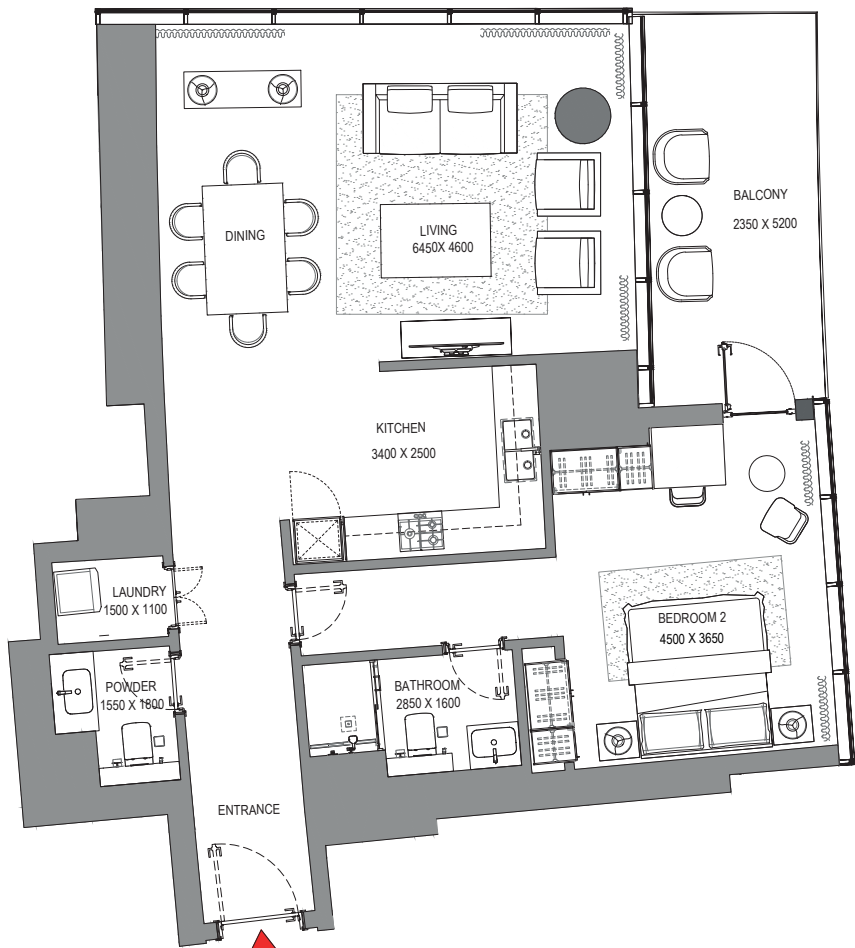 BALCONY
2350 X 5200
DINING
LIVING
6450X 4600
KITCHEN
3400 X 2500
LAUNDRY
1500 X 1100
BEDROOM 2
4500 X 3650
POWDER
1550 X 1800
BATHROOM
2850 X 1600
ENTRANCE